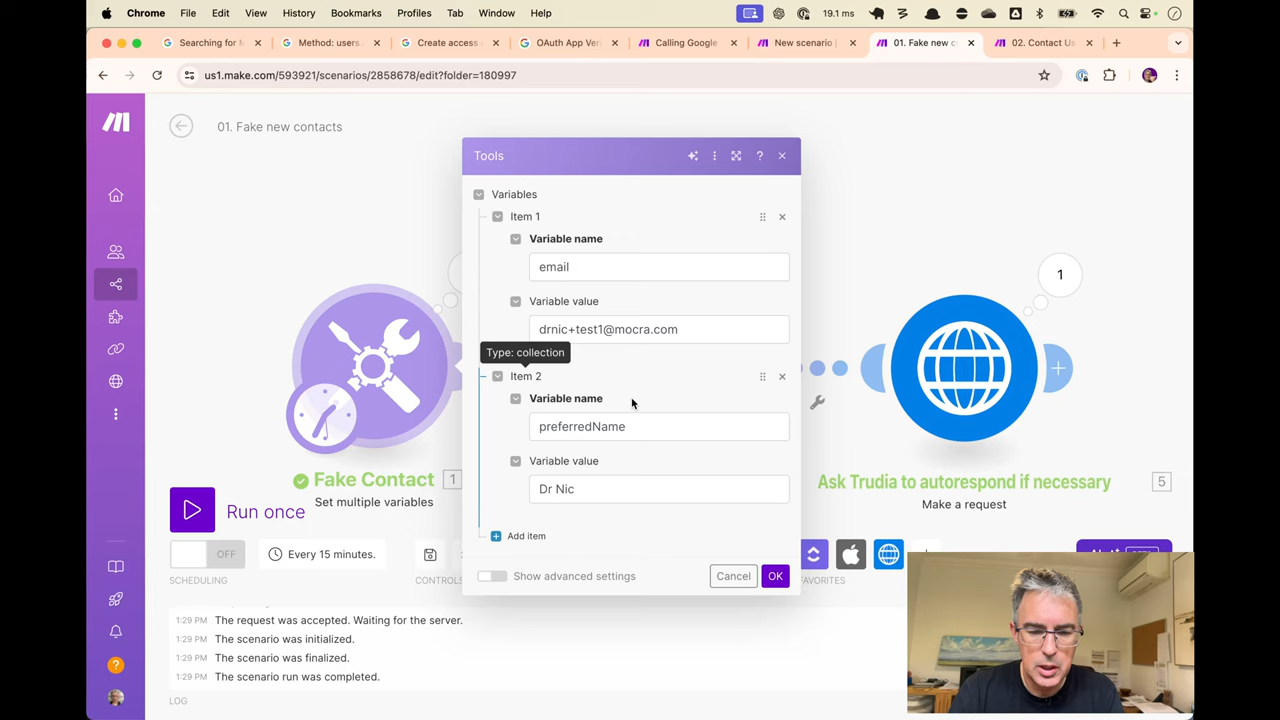 Chrome File Edit View History Bookmarks Profiles Tab Window Help 19.1 ms
Searching for
Method: users.
Create access
OAuth App Ver
Calling Google
New scenario
01. Fake new co
02. Contact Us
us1.make.com/593921/scenarios/2858678/edit?folder=180997
01. Fake new contacts
Tools
Variables
Item 1
Variable name
email
Variable value
drnic+test1@mocra.com
Type: collection
Item 2
Variable name
preferredName
Variable value
Dr Nic
Add item
Show advanced settings
Cancel
OK
1
Fake Contact
1
Set multiple variables
Ask Trudia to autorespond if necessary
5
Make a request
Run once
OFF
Every 15 minutes.
SCHEDULING
CONTROLS
FAVORITES
1:29 PM The request was accepted. Waiting for the server.
1:29 PM The scenario was initialized.
1:29 PM The scenario was finalized.
1:29 PM The scenario run was completed.
LOG